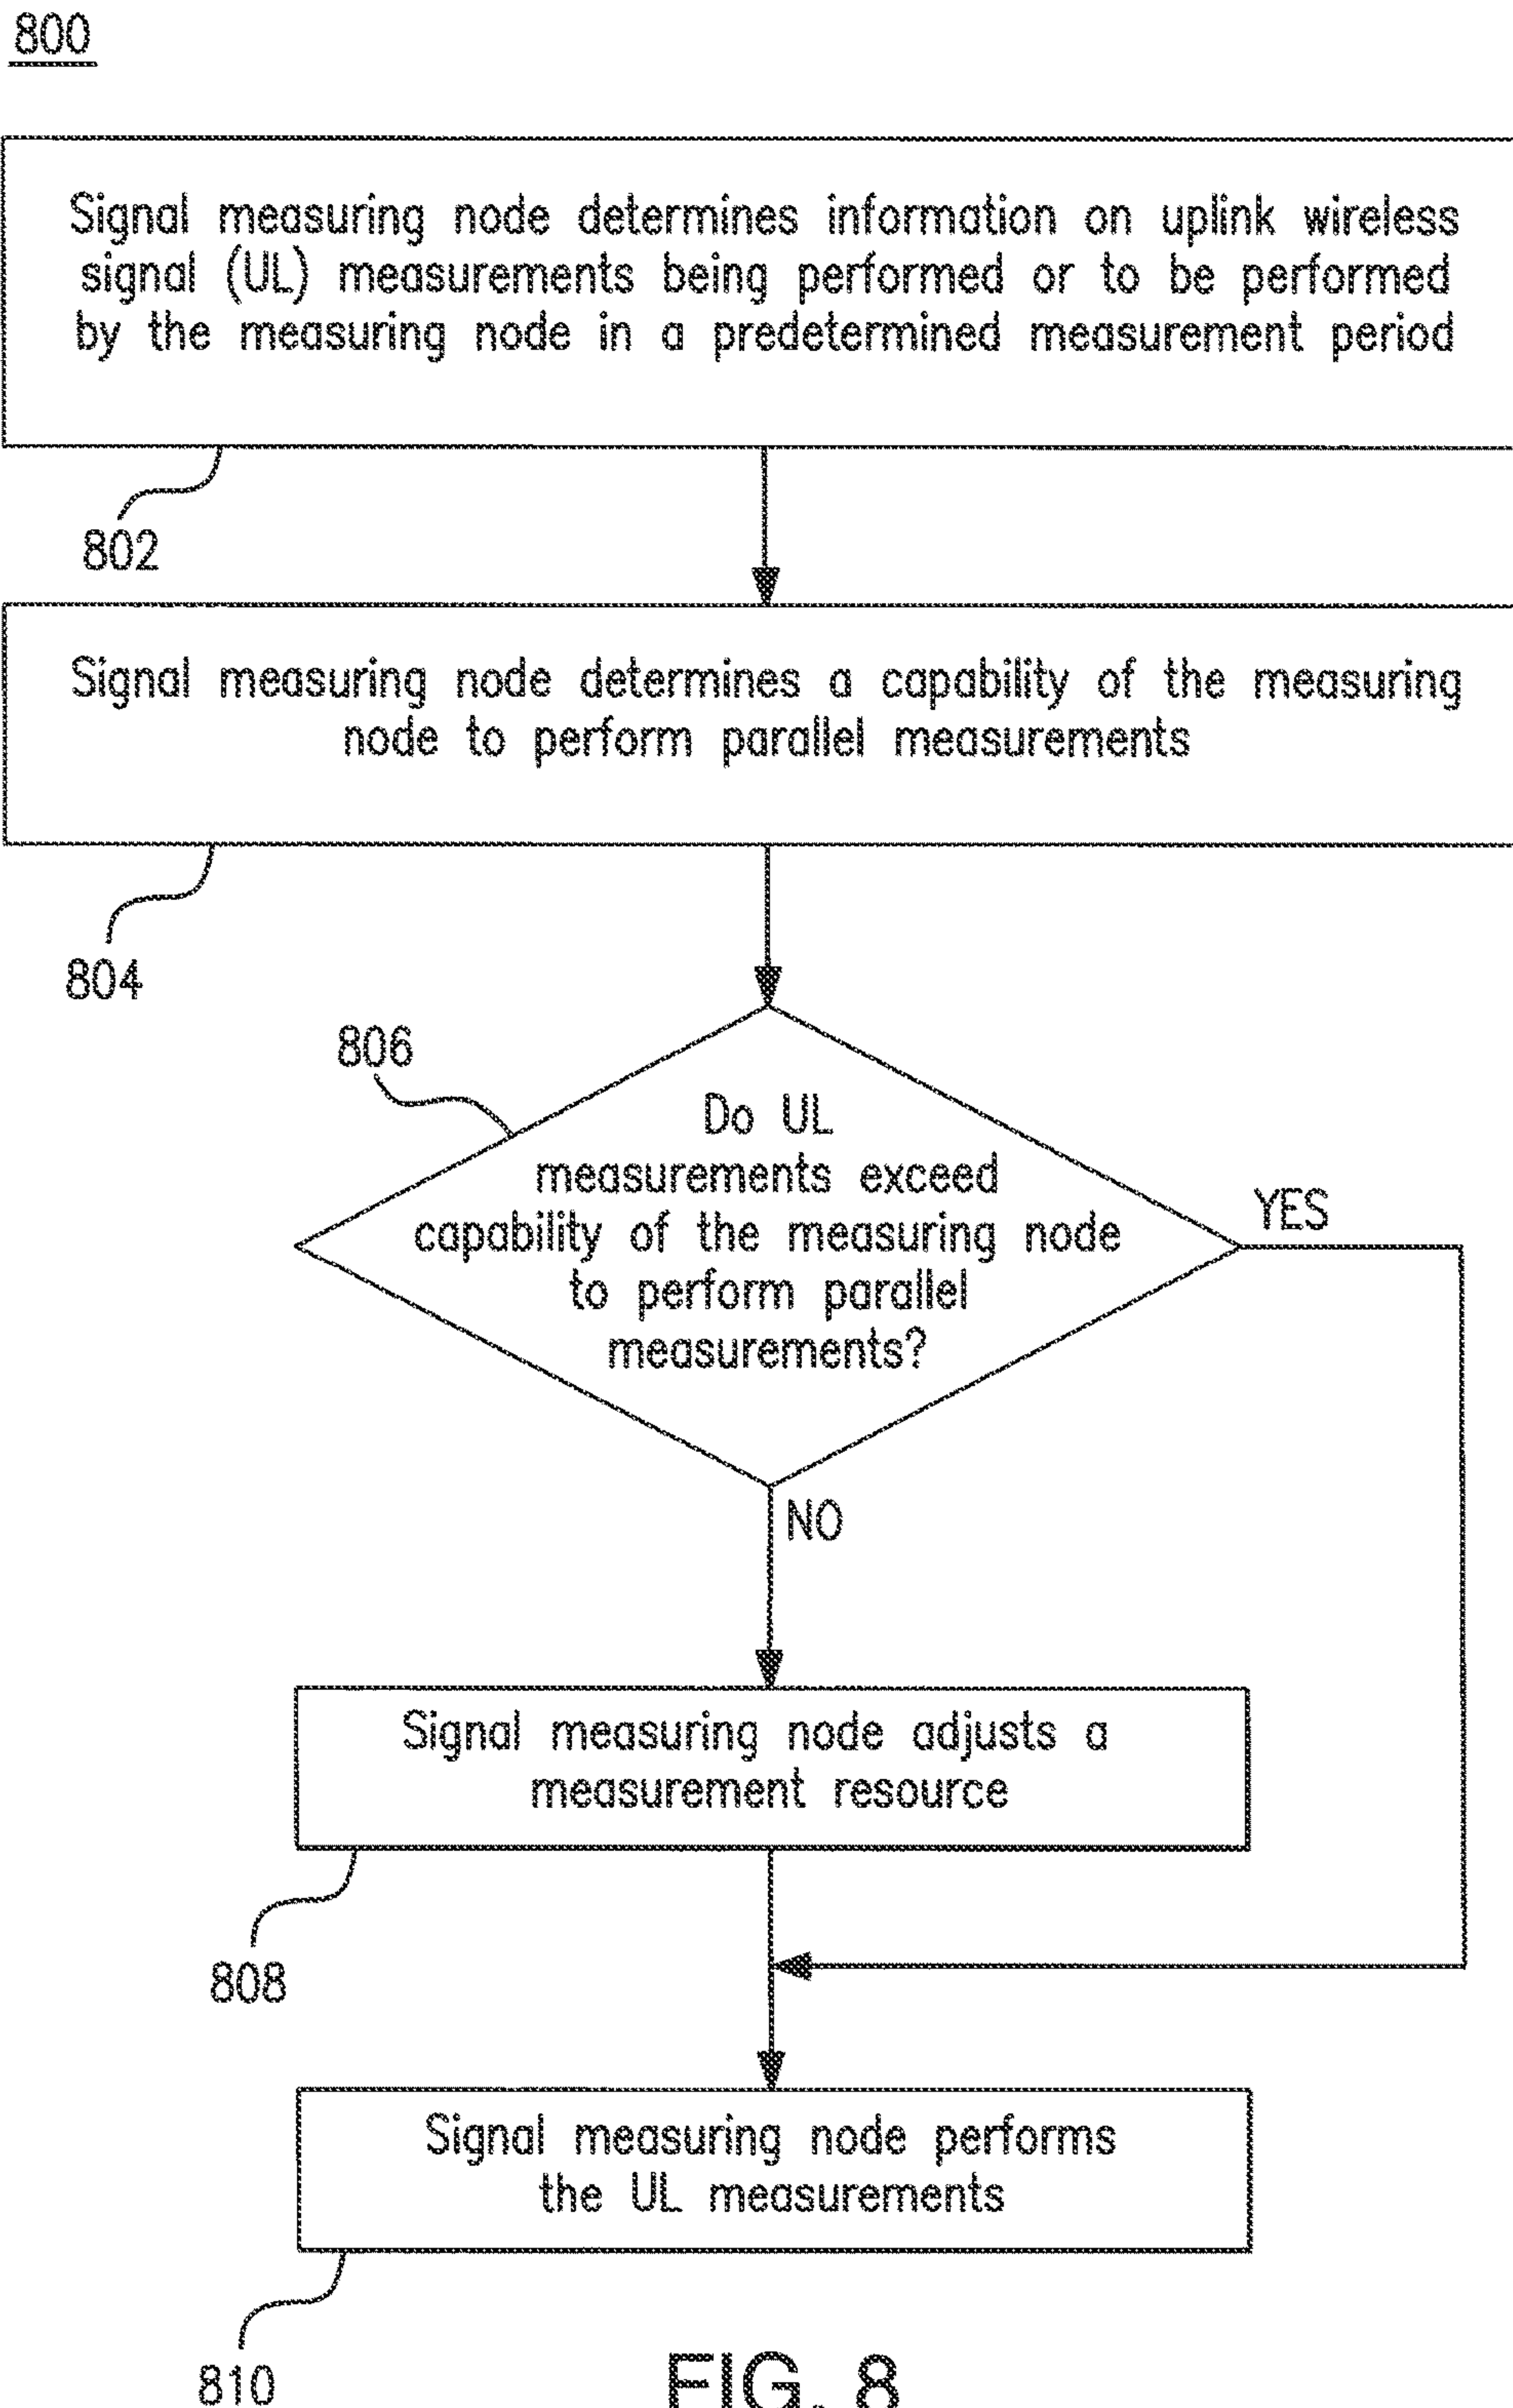 800
Signal measuring node determines information on uplink wireless
signal (UL) measurements being performed or to be performed
by the measuring node in a predetermined measurement period
802
Signal measuring node determines a capability of the measuring
node to perform parallel measurements
804
806
Do UL
measurements exceed
capability of the measuring node
to perform parallel
measurements?
YES
NO
Signal measuring node adjusts a
measurement resource
808
Signal measuring node performs
the UL measurements
810
FIG. 8